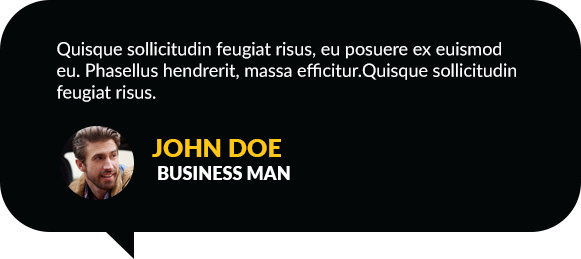 Quisque sollicitudin feugiat risus, eu posuere ex euismod
eu. Phasellus hendrerit, massa efficitur.Quisque sollicitudin
feugiat risus.
JOHN DOE
BUSINESS MAN